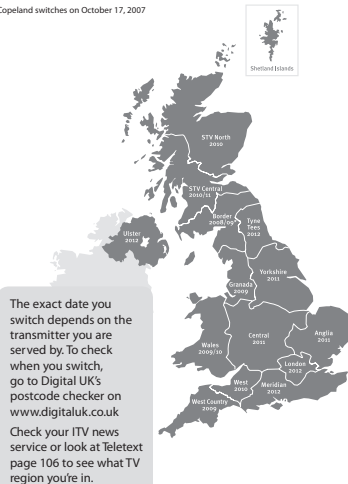 Copeland switches on October 17, 2007
Shetland Islands
STV North
2010
STV Central
2010/11
Border
2008/09
Tyne
Tees
2012
Ulster
2012
Granada
2009
Yorkshire
2011
Wales
2009/10
Central
2011
Anglia
2011
London
2012
West
2010
Meridian
2012
West Country
2009
The exact date you
switch depends on the
transmitter you are
served by. To check
when you switch,
go to Digital UK's
postcode checker on
www.digitaluk.co.uk
Check your ITV news
service or look at Teletext
page 106 to see what TV
region you're in.